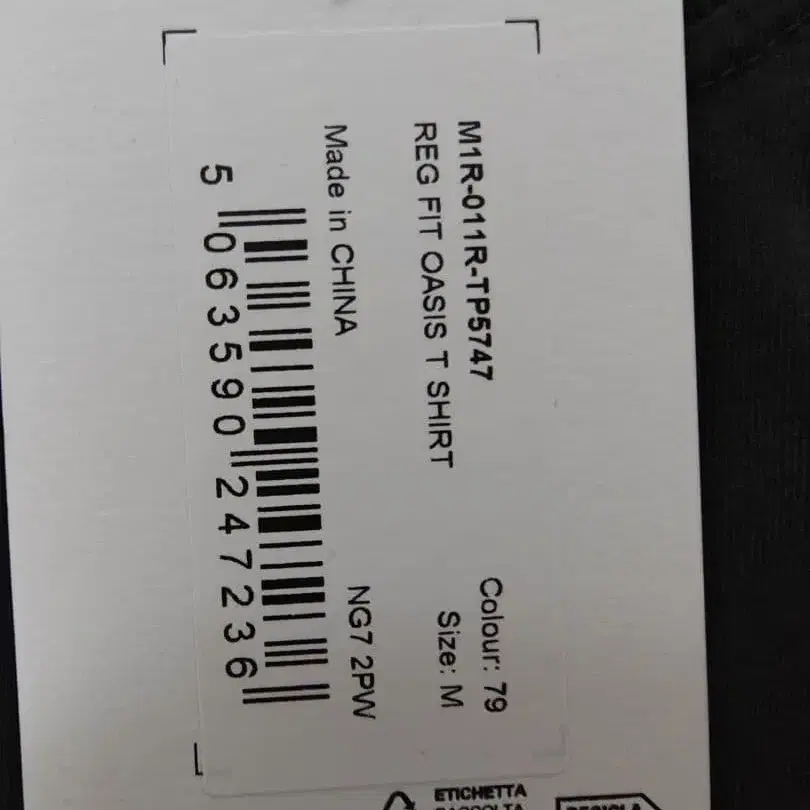 M1R-011R-TP5747
Colour: 79
REG FIT OASIS T SHIRT
Size: M
Made in CHINA
NG7 2PW
5 063590 247236
ETICHETTA
RACCOLTA